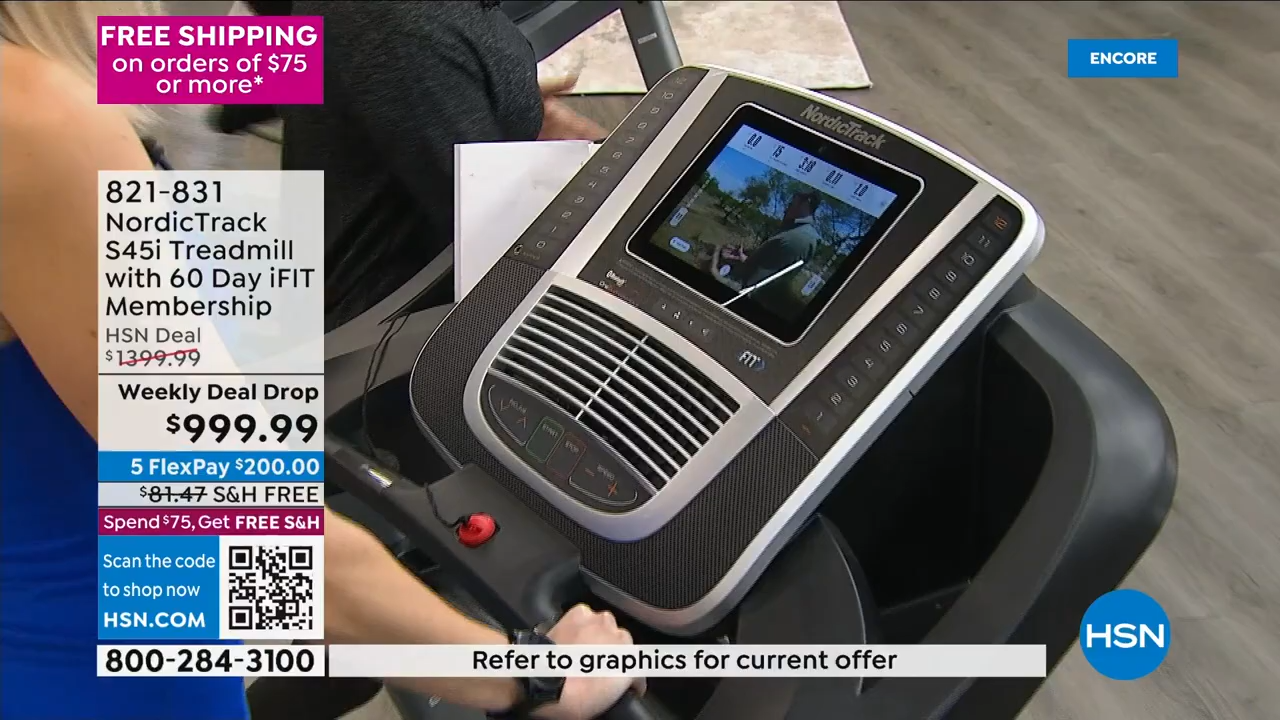 FREE SHIPPING
on orders of $75
or more*
ENCORE
821-831
NordicTrack
S45i Treadmill
with 60 Day iFIT
Membership
HSN Deal
$1399.99
Weekly Deal Drop
$999.99
5 FlexPay $200.00
$81.47 S&H FREE
Spend $75, Get FREE S&H
Scan the code
to shop now
HSN.COM
800-284-3100
Refer to graphics for current offer
HSN
NordicTrack